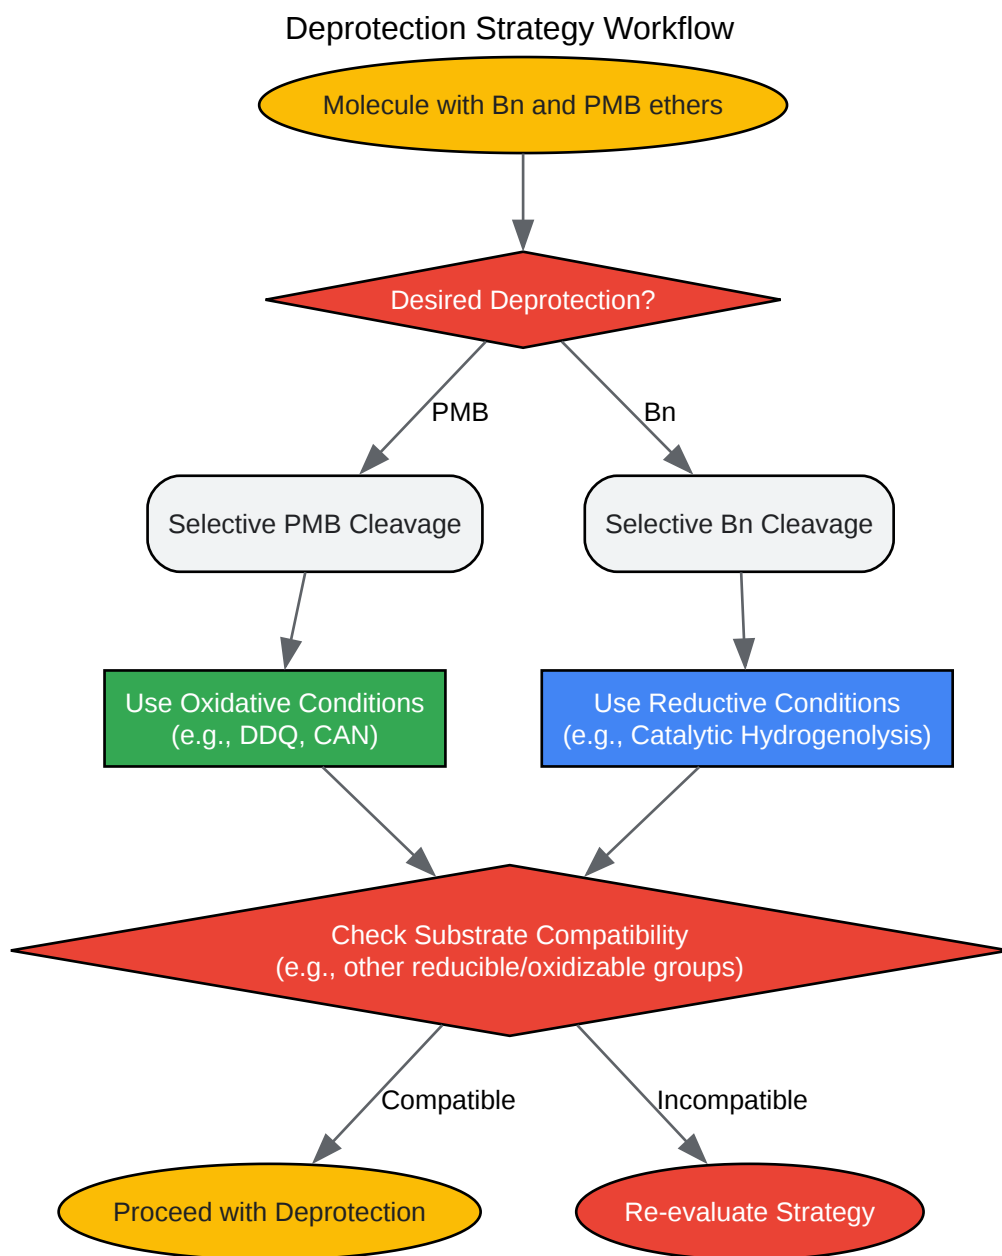 Deprotection Strategy Workflow
Molecule with Bn and PMB ethers
Desired Deprotection?
PMB
Bn
Selective PMB Cleavage
Selective Bn Cleavage
Use Oxidative Conditions
(e.g., DDQ, CAN)
Use Reductive Conditions
(e.g., Catalytic Hydrogenolysis)
Check Substrate Compatibility
(e.g., other reducible/oxidizable groups)
Compatible
Incompatible
Proceed with Deprotection
Re-evaluate Strategy